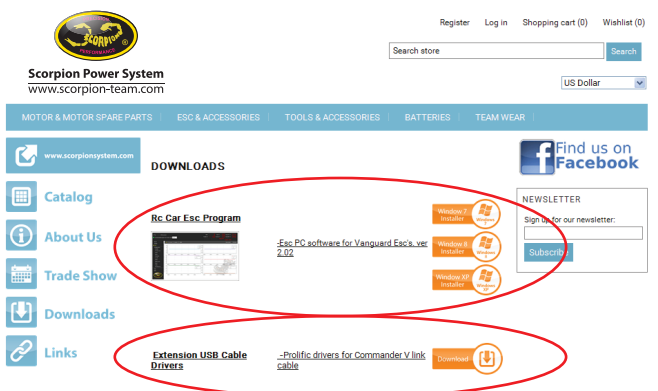 Register Log in Shopping cart (0) Wishlist (0)
SCORPION
PERFORMANCE
Search store Search
Scorpion Power System
www.scorpion-team.com
US Dollar
MOTOR & MOTOR SPARE PARTS ESC & ACCESSORIES TOOLS & ACCESSORIES BATTERIES TEAM WEAR
www.scorpionsystem.com
DOWNLOADS
Find us on
Facebook
Catalog
NEWSLETTER
Rc Car Esc Program
Window 7
Installer
Windows
7
Sign up for our newsletter:
About Us
-Esc PC software for Vanguard Esc's. ver
2.02
Window 8
Installer
Windows
Subscribe
Trade Show
Window XP
Installer
Windows
XP
Downloads
Links
Extension USB Cable
Drivers
-Prolific drivers for Commander V link
cable
Download